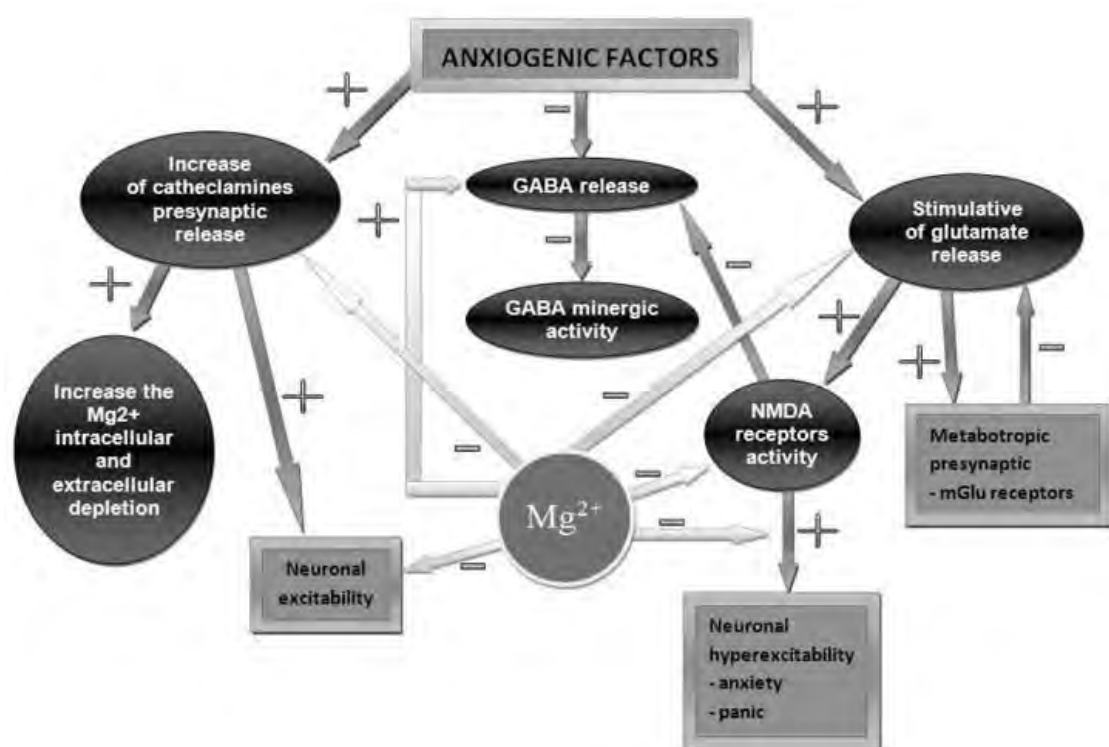 ANXIOGENIC FACTORS
+
−
+
Increase
of catheclamines
presynaptic
release
+
GABA release
Stimulative
of glutamate
release
+
−
−
+
+
−
GABA minergic
activity
−
Increase the
Mg2+
intracellular
and
extracellular
depletion
+
NMDA
receptors
activity
Metabotropic
presynaptic
- mGlu receptors
−
−
Mg²⁺
−
+
Neuronal
excitability
−
Neuronal
hyperexcitability
- anxiety
- panic